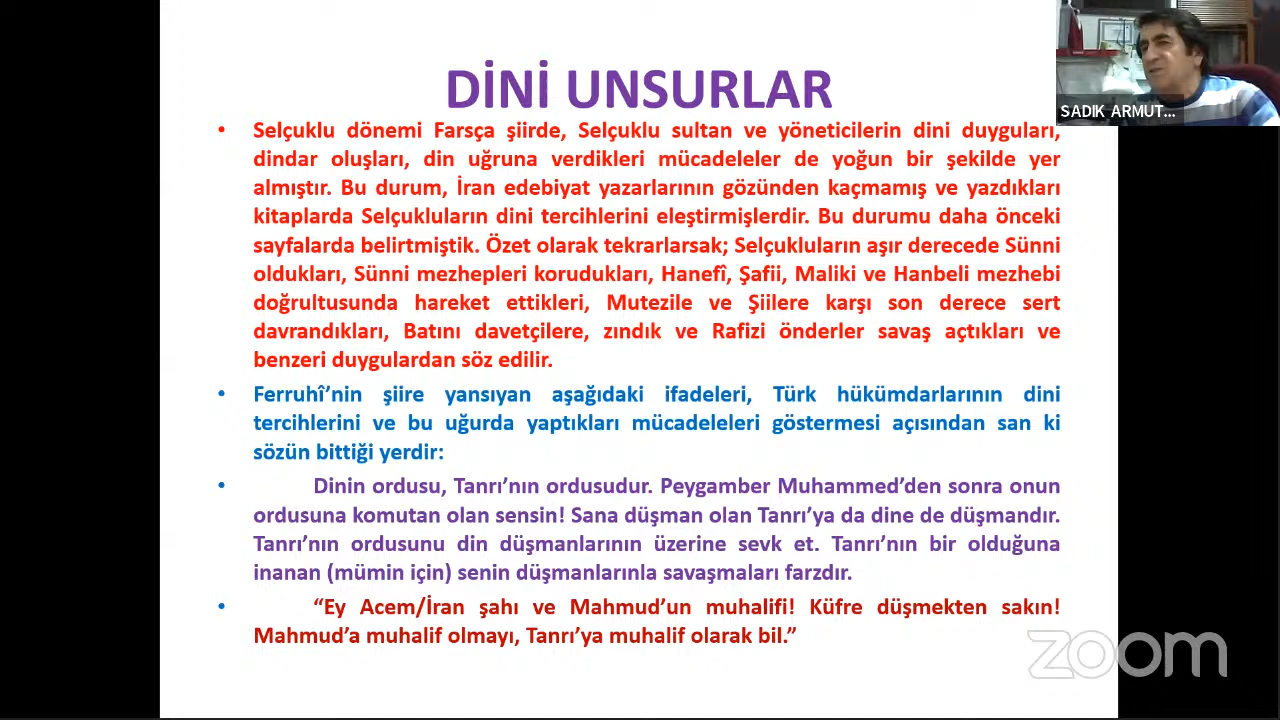 DİNİ UNSURLAR
SADIK ARMUT...
• Selçuklu dönemi Farsça şiirde, Selçuklu sultan ve yöneticilerin dini duyguları,
dindar oluşları, din uğruna verdikleri mücadeleler de yoğun bir şekilde yer
almıştır. Bu durum, İran edebiyat yazarlarının gözünden kaçmamış ve yazdıkları
kitaplarda Selçukluların dini tercihlerini eleştirmişlerdir. Bu durumu daha önceki
sayfalarda belirtmiştik. Özet olarak tekrarlarsak; Selçukluların aşır derecede Sünni
oldukları, Sünni mezhepleri korudukları, Hanefî, Şafii, Maliki ve Hanbeli mezhebi
doğrultusunda hareket ettikleri, Mutezile ve Şiilere karşı son derece sert
davrandıkları, Batını davetçilere, zındık ve Rafizi önderler savaş açtıkları ve
benzeri duygulardan söz edilir.
• Ferruhî’nin şiire yansıyan aşağıdaki ifadeleri, Türk hükümdarlarının dini
tercihlerini ve bu uğurda yaptıkları mücadeleleri göstermesi açısından san ki
sözün bittiği yerdir:
• Dinin ordusu, Tanrı’nın ordusudur. Peygamber Muhammed’den sonra onun
ordusuna komutan olan sensin! Sana düşman olan Tanrı’ya da dine de düşmandır.
Tanrı’nın ordusunu din düşmanlarının üzerine sevk et. Tanrı’nın bir olduğuna
inanan (mümin için) senin düşmanlarınla savaşmaları farzdır.
• “Ey Acem/İran şahı ve Mahmud’un muhalifi! Küfre düşmekten sakın!
Mahmud’a muhalif olmayı, Tanrı’ya muhalif olarak bil.”
zoom